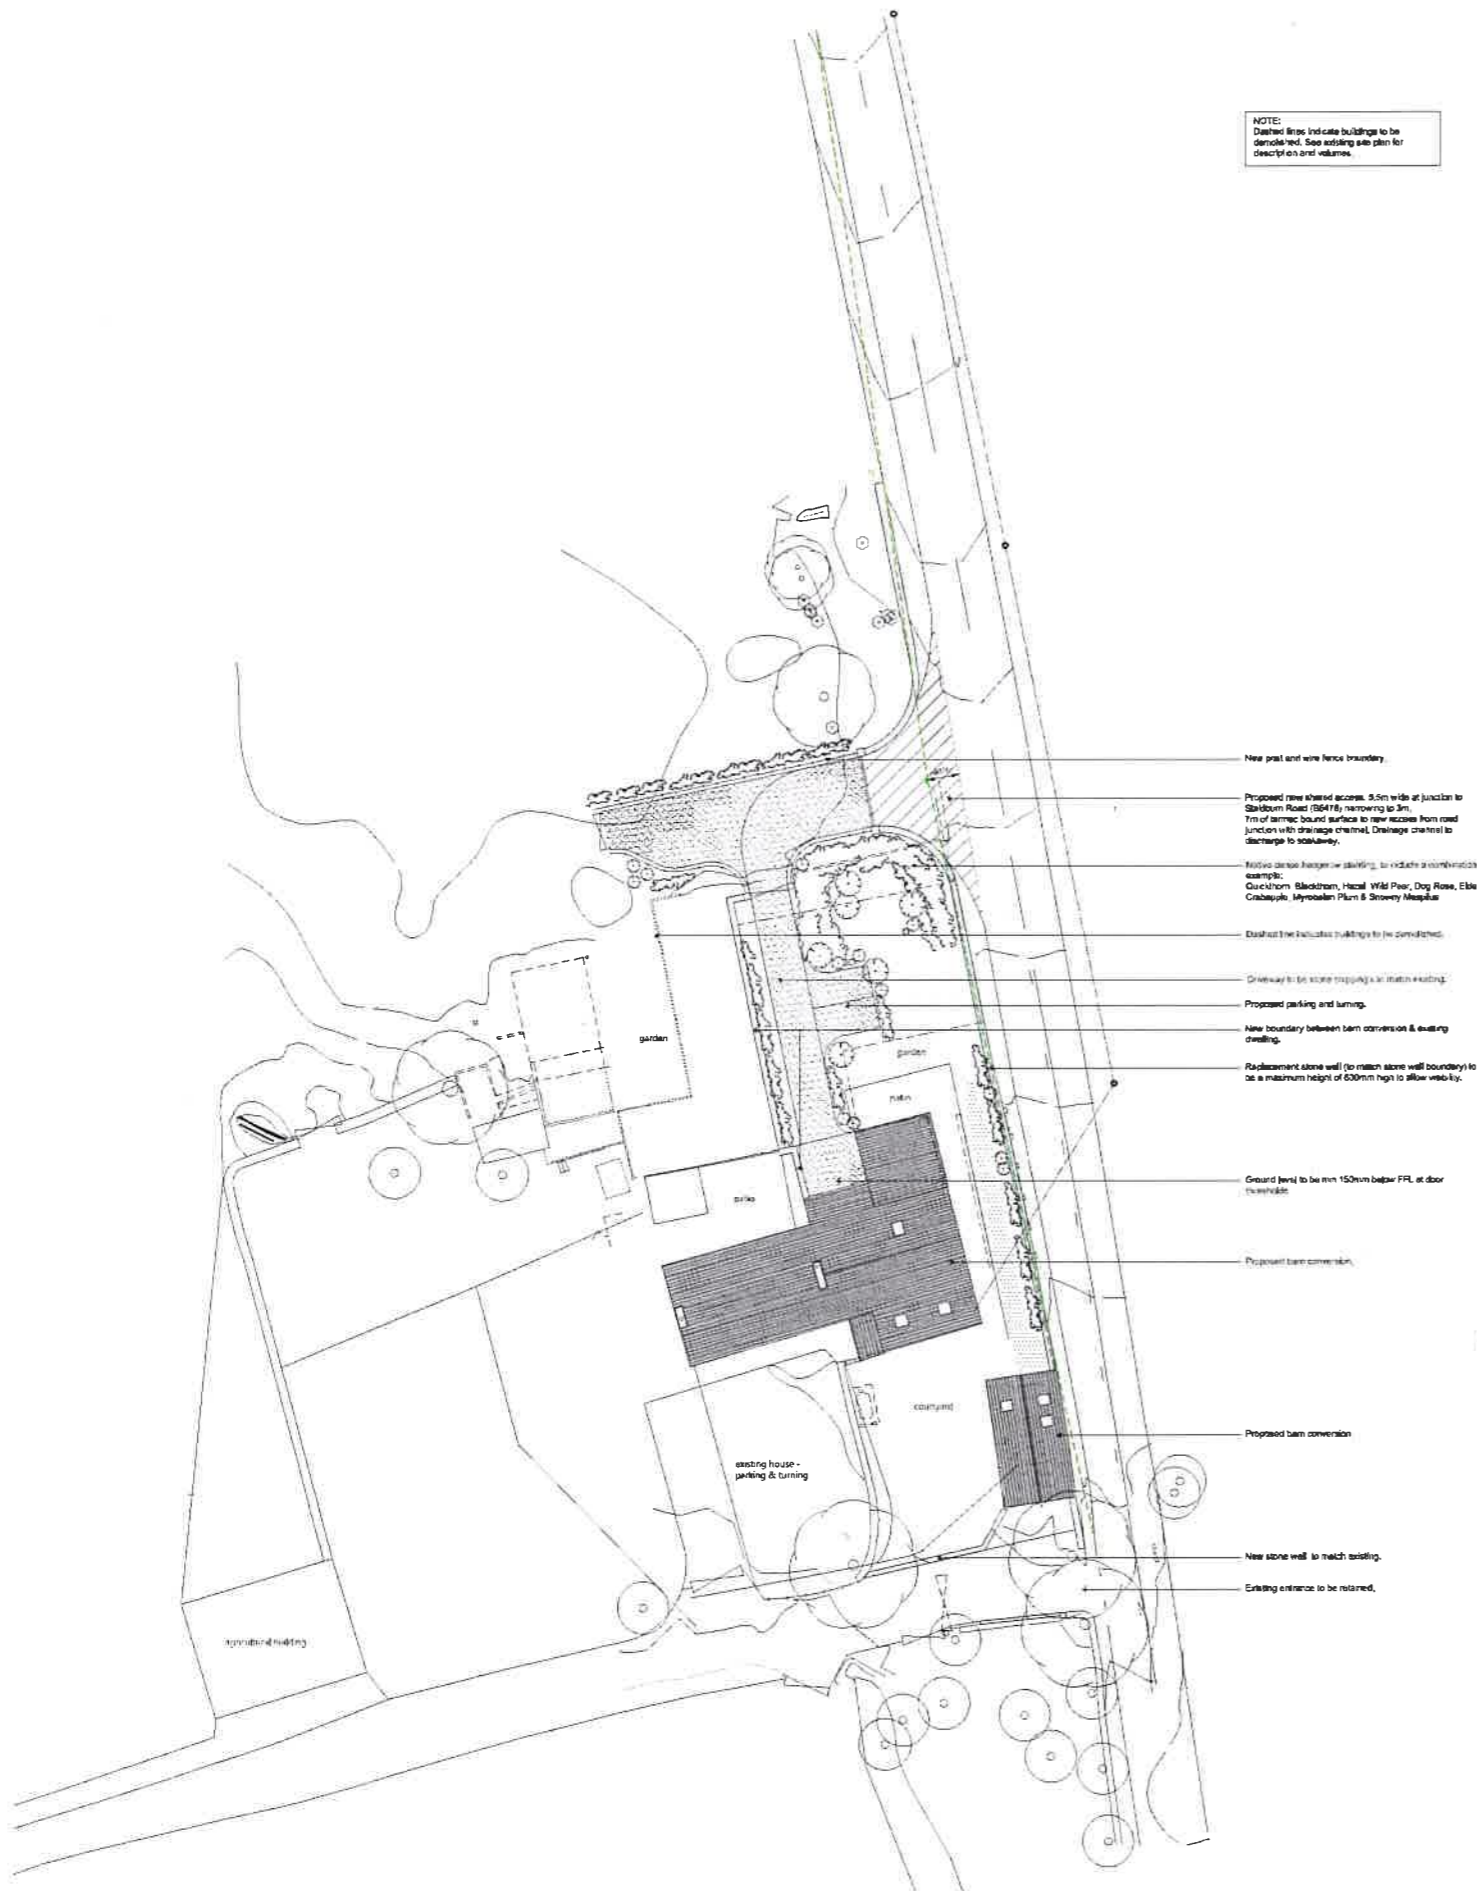 NOTE:
Dashed lines indicate buildings to be
demolished. See existing site plan for
description and volumes.
New post and wire fence boundary.
Proposed new shared access. 5.5m wide at junction to
Road (B6478) narrowing to 3m.
7m of tarmac bound surface to new access from road
junction with drainage channel. Drainage channel to
discharge to soakaway.
Native hedgerow planting, to include a combination
example:
Quickthorn, Blackthorn, Hazel, Wild Pear, Dog Rose, Elde
Crabapple, Myrobalan Plum & Snowy Mespilus
Dashed line indicates buildings to be demolished.
Driveway to be stone chippings to match existing.
Proposed parking and turning.
New boundary between barn conversion & existing
dwelling.
Replacement stone wall (to match stone wall boundary) to
be a maximum height of high to allow visibility.
garden
garden
patio
patio
Ground level to be min 150mm below FFL at door
thresholds
Proposed barn conversion.
courtyard
Proposed barn conversion
existing house -
parking & turning
New stone wall to match existing.
Existing entrance to be retained.
agricultural building